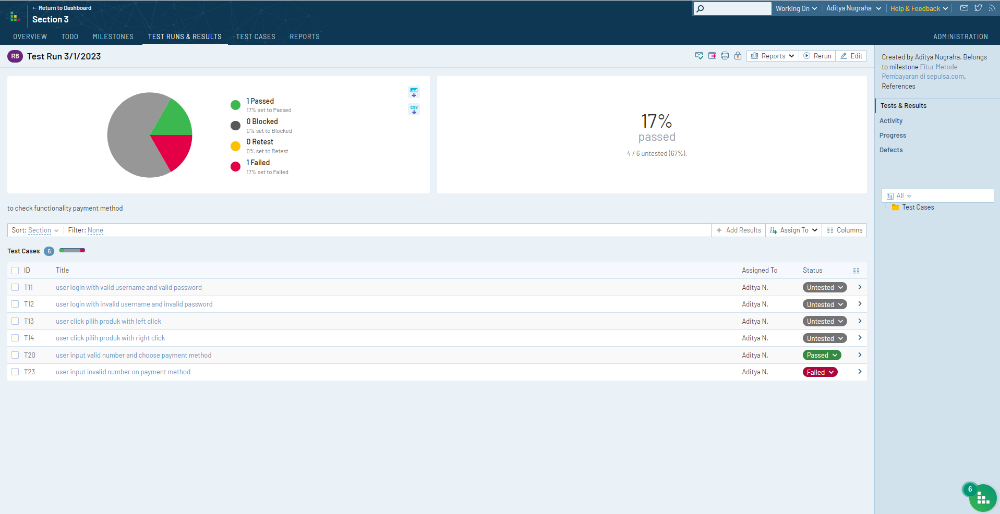 ← Return to Dashboard
Section 3
Working On
Aditya Nugraha
Help & Feedback
OVERVIEW
TODO
MILESTONES
TEST RUNS & RESULTS
TEST CASES
REPORTS
ADMINISTRATION
R8 Test Run 3/1/2023
Reports
Rerun
Edit
1 Passed
17% set to Passed
0 Blocked
0% set to Blocked
0 Retest
0% set to Retest
1 Failed
17% set to Failed
CSV
17%
passed
4 / 6 untested (67%).
to check functionality payment method
Sort: Section Filter: None
Add Results
Assign To
Columns
Test Cases 6
ID Title Assigned To Status
T11 user login with valid username and valid password Aditya N. Untested
T12 user login with invalid username and invalid password Aditya N. Untested
T13 user click pilih produk with left click Aditya N. Untested
T14 user click pilih produk with right click Aditya N. Untested
T20 user input valid number and choose payment method Aditya N. Passed
T23 user input invalid number on payment method Aditya N. Failed
Created by Aditya Nugraha. Belongs
to milestone Fitur Metode
Pembayaran di sepulsa.com.
References
Tests & Results
Activity
Progress
Defects
All
Test Cases
6